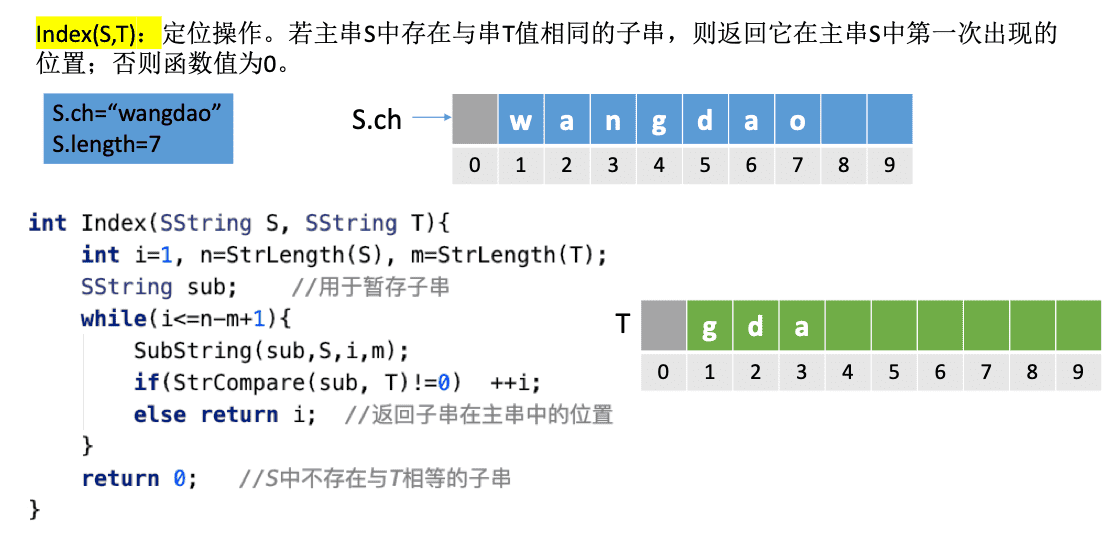 Index(S,T)：定位操作。若主串S中存在与串T值相同的子串，则返回它在主串S中第一次出现的
位置；否则函数值为0。
S.ch=“wangdao”
S.length=7
S.ch
w a n g d a o
0 1 2 3 4 5 6 7 8 9
int Index(SString S, SString T){
int i=1, n=StrLength(S), m=StrLength(T);
SString sub; //用于暂存子串
while(i<=n-m+1){
SubString(sub,S,i,m);
if(StrCompare(sub, T)!=0) ++i;
else return i; //返回子串在主串中的位置
}
return 0; //S中不存在与T相等的子串
}
T
g d a
0 1 2 3 4 5 6 7 8 9